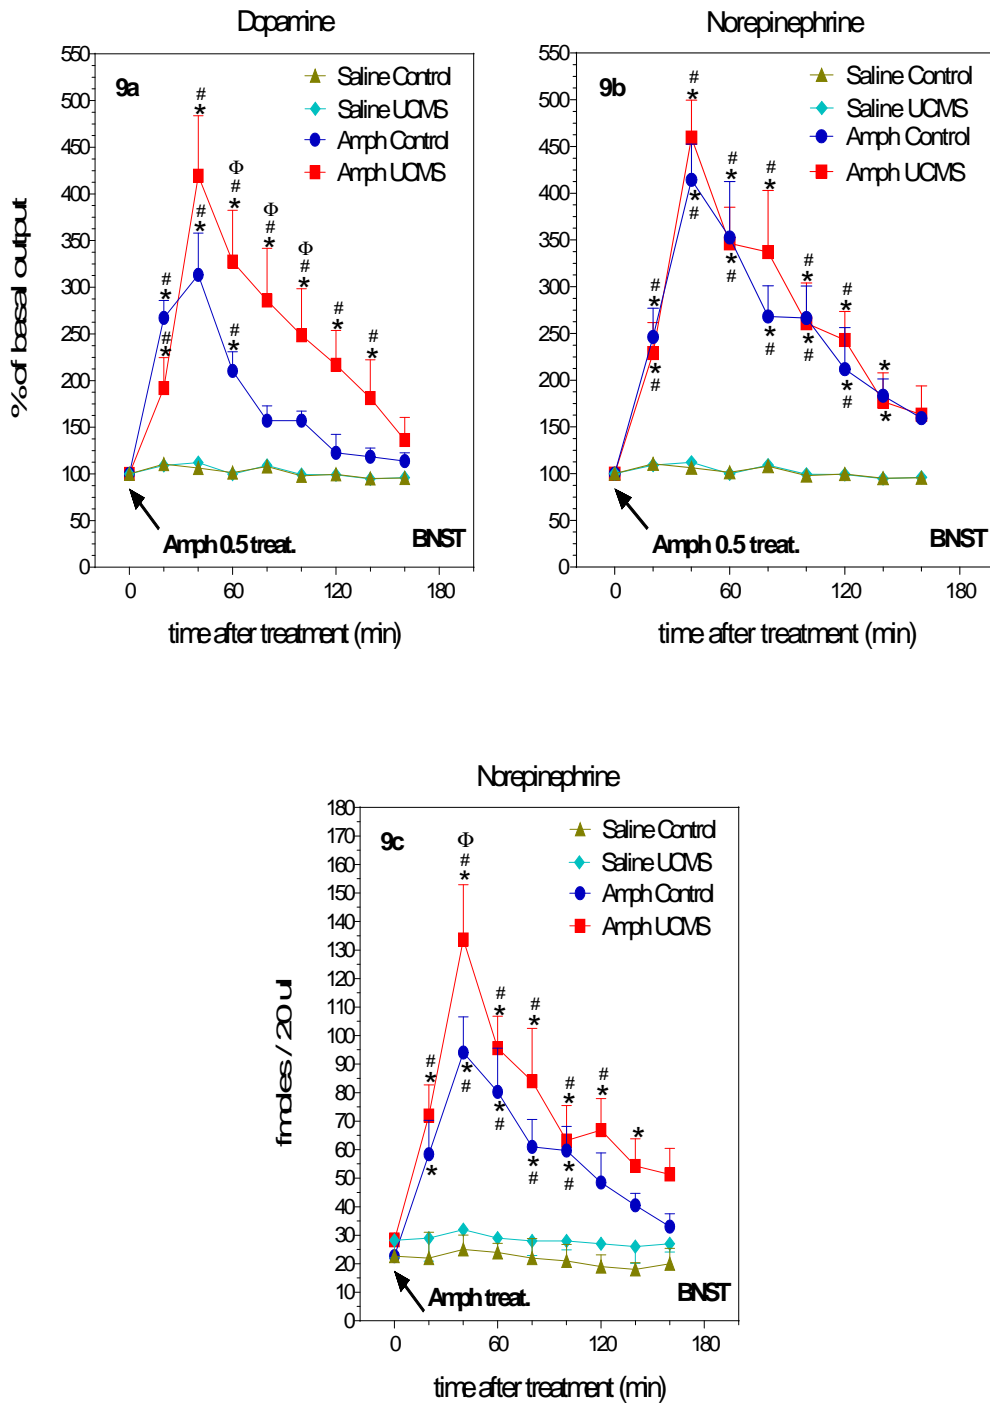 Dopamine
9a
Saline Control
Saline UCMS
Amph Control
Amph UCMS
% of basal output
550
500
450
400
350
300
250
200
150
100
50
0
# *
# *
# *
# *
Φ # *
# *
Φ # *
Φ # *
# *
# *
Amph 0.5 treat.
BNST
0 60 120 180
time after treatment (min)
Norepinephrine
9b
Saline Control
Saline UCMS
Amph Control
Amph UCMS
550
500
450
400
350
300
250
200
150
100
50
0
# *
* #
# *
* #
# *
* #
# *
* #
# *
* #
# *
* #
*
*
Amph 0.5 treat.
BNST
0 60 120 180
time after treatment (min)
Norepinephrine
9c
Saline Control
Saline UCMS
Amph Control
Amph UCMS
fmoles / 20 ul
180
170
160
150
140
130
120
110
100
90
80
70
60
50
40
30
20
10
0
# *
*
Φ # *
* #
# *
* #
# *
* #
# *
* #
# *
*
Amph treat.
BNST
0 60 120 180
time after treatment (min)